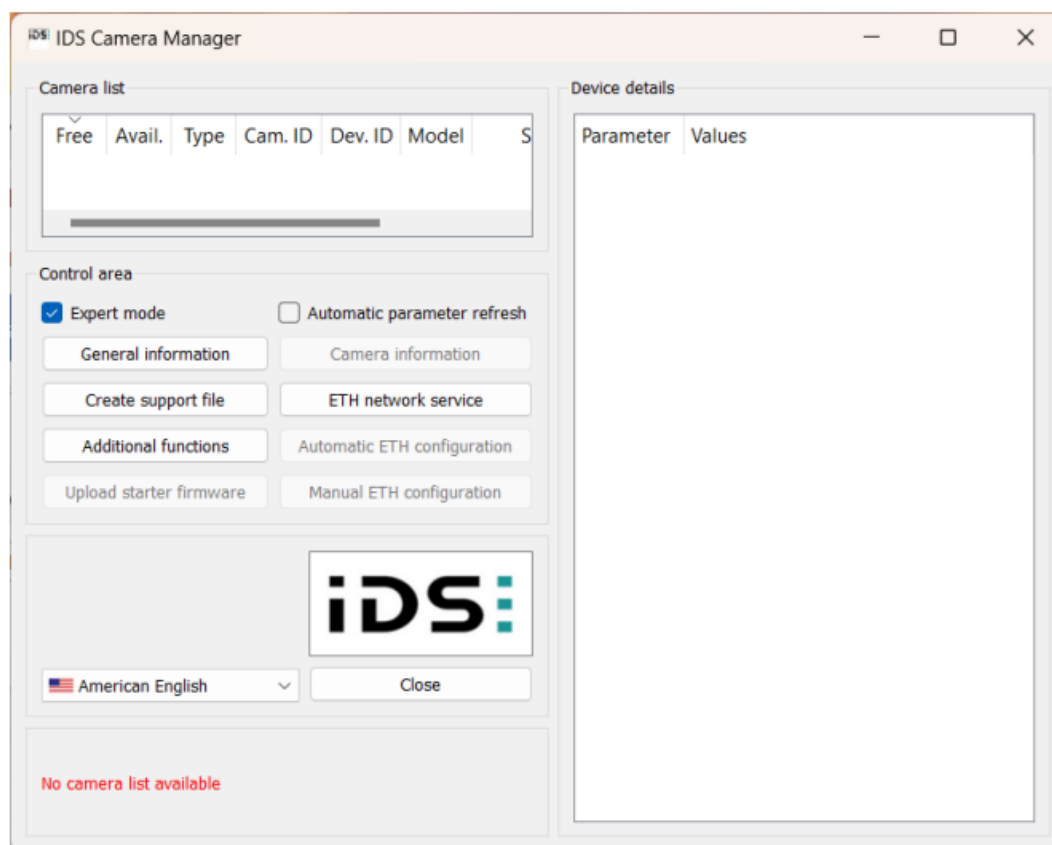 IDS IDS Camera Manager
Camera list
Free Avail. Type Cam. ID Dev. ID Model S
Control area
Expert mode Automatic parameter refresh
General information Camera information
Create support file ETH network service
Additional functions Automatic ETH configuration
Upload starter firmware Manual ETH configuration
iDS
American English Close
No camera list available
Device details
Parameter Values